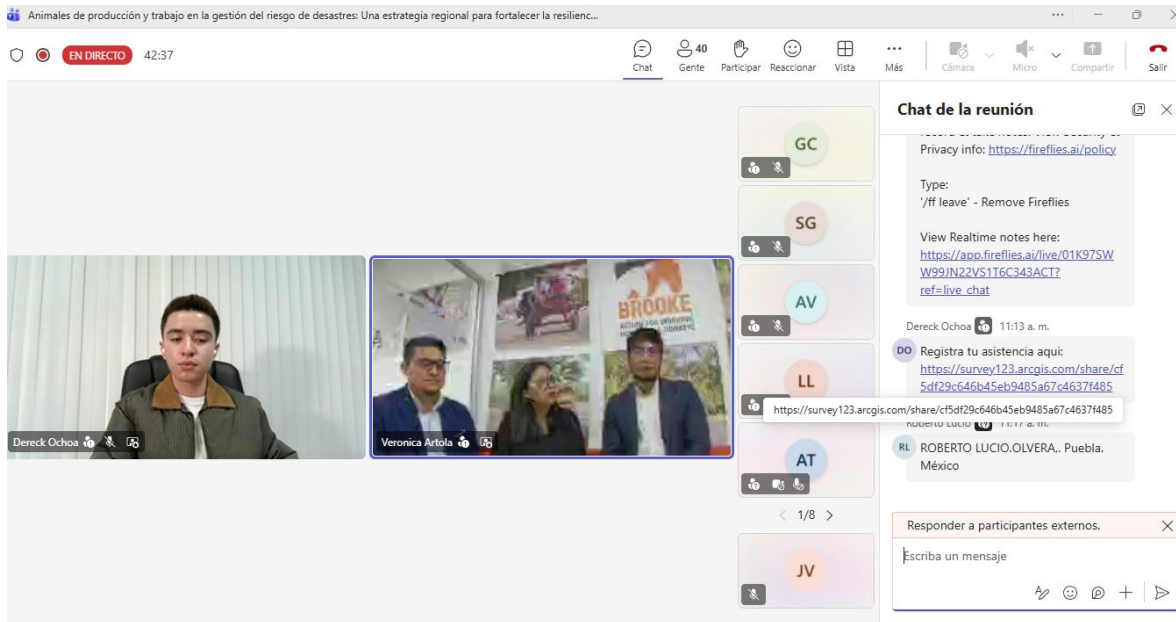 Animales de producción y trabajo en la gestión del riesgo de desastres: Una estrategia regional para fortalecer la resilienc...
EN DIRECTO
42:37
Chat
40
Gente
Participar
Reaccionar
Vista
Más
Cámara
Micro
Compartir
Salir
GC
SG
AV
LL
AT
1/8
JV
Dereck Ochoa
Veronica Artola
BROOKE
Chat de la reunión
Privacy info: https://fireflies.ai/policy
Type:
'/ff leave' - Remove Fireflies
View Realtime notes here:
https://app.fireflies.ai/live/01K97SW
W99JN22VS1T6C343ACT?
ref=live_chat
Dereck Ochoa
11:13 a. m.
DO
Registra tu asistencia aqui:
https://survey123.arcgis.com/share/cf
5df29c646b45eb9485a67c4637f485
https://survey123.arcgis.com/share/cf5df29c646b45eb9485a67c4637f485
Roberto Lucio
11:17 a. m.
RL
ROBERTO LUCIO.OLVERA,. Puebla.
México
Responder a participantes externos.
Escriba un mensaje